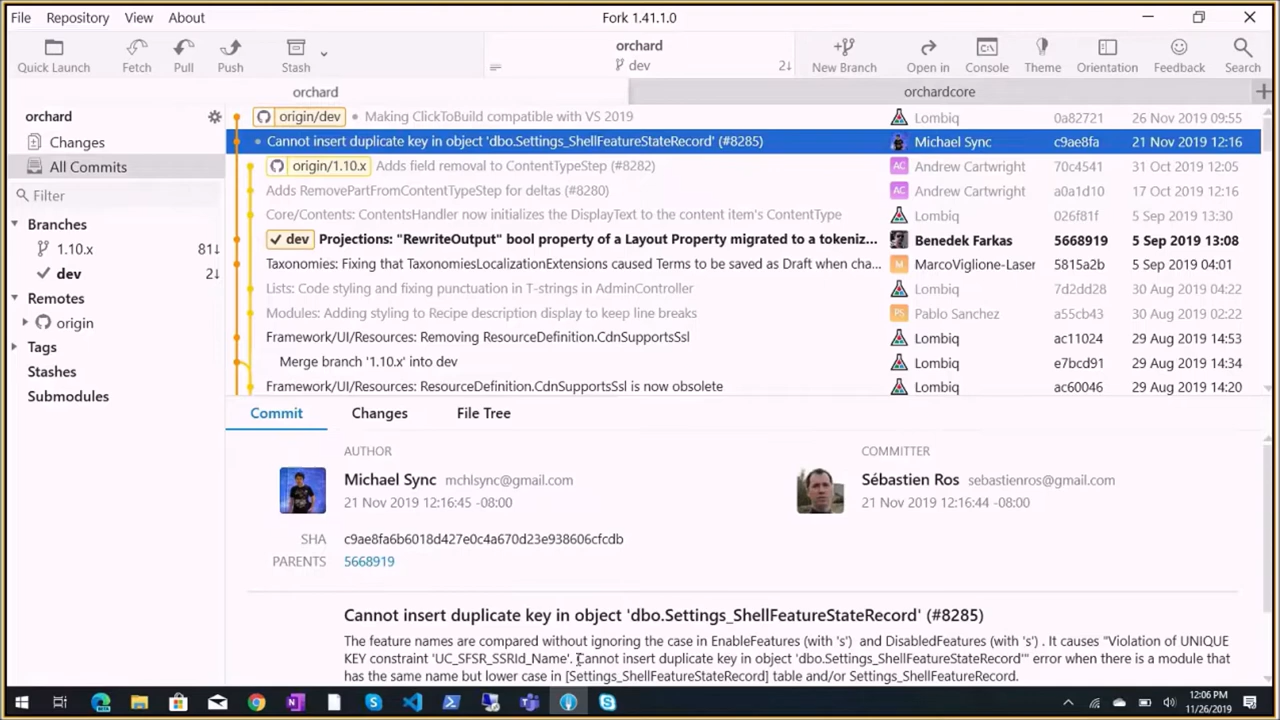 File Repository View About Fork 1.41.1.0
Quick Launch Fetch Pull Push Stash orchard dev 2↓ New Branch Open in Console Theme Orientation Feedback Search
orchard orchardcore
orchard
Changes
All Commits
Filter
Branches
1.10.x 81↓
dev 2↓
Remotes
origin
Tags
Stashes
Submodules
origin/dev Making ClickToBuild compatible with VS 2019 Lombiq 0a82721 26 Nov 2019 09:55
Cannot insert duplicate key in object 'dbo.Settings_ShellFeatureStateRecord' (#8285) Michael Sync c9ae8fa 21 Nov 2019 12:16
origin/1.10.x Adds field removal to ContentTypeStep (#8282) AC Andrew Cartwright 70c4541 31 Oct 2019 12:05
Adds RemovePartFromContentTypeStep for deltas (#8280) AC Andrew Cartwright a0a1d10 17 Oct 2019 12:16
Core/Contents: ContentsHandler now initializes the DisplayText to the content item's ContentType Lombiq 026f81f 5 Sep 2019 13:30
dev Projections: "RewriteOutput" bool property of a Layout Property migrated to a tokeniz... Benedek Farkas 5668919 5 Sep 2019 13:08
Taxonomies: Fixing that TaxonomiesLocalizationExtensions caused Terms to be saved as Draft when cha... M MarcoViglione-Laser 5815a2b 5 Sep 2019 04:01
Lists: Code styling and fixing punctuation in T-strings in AdminController Lombiq 7d2dd28 30 Aug 2019 04:22
Modules: Adding styling to Recipe description display to keep line breaks PS Pablo Sanchez a55cb43 30 Aug 2019 02:22
Framework/UI/Resources: Removing ResourceDefinition.CdnSupportsSsl Lombiq ac11024 29 Aug 2019 14:53
Merge branch '1.10.x' into dev Lombiq e7bcd91 29 Aug 2019 14:34
Framework/UI/Resources: ResourceDefinition.CdnSupportsSsl is now obsolete Lombiq ac60046 29 Aug 2019 14:20
Commit Changes File Tree
AUTHOR
Michael Sync mchlsync@gmail.com
21 Nov 2019 12:16:45 -08:00
COMMITTER
Sébastien Ros sebastienros@gmail.com
21 Nov 2019 12:16:44 -08:00
SHA c9ae8fa6b6018d427e0c4a670d23e938606cfcdb
PARENTS 5668919
Cannot insert duplicate key in object 'dbo.Settings_ShellFeatureStateRecord' (#8285)
The feature names are compared without ignoring the case in EnableFeatures (with 's') and DisabledFeatures (with 's') . It causes "Violation of UNIQUE
KEY constraint 'UC_SFSR_SSRId_Name'. Cannot insert duplicate key in object 'dbo.Settings_ShellFeatureStateRecord'" error when there is a module that
has the same name but lower case in [Settings_ShellFeatureStateRecord] table and/or ShellFeatureStateRecord.
12:06 PM
11/26/2019